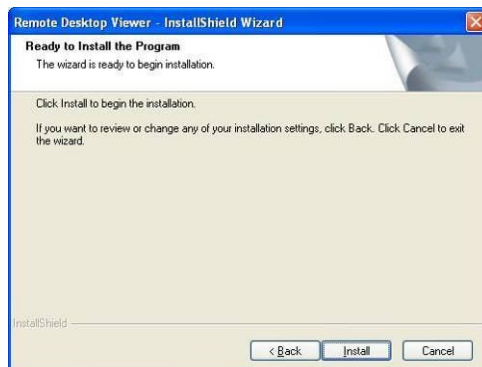 Remote Desktop Viewer - InstallShield Wizard
Ready to Install the Program
The wizard is ready to begin installation.
Click Install to begin the installation.
If you want to review or change any of your installation settings, click Back. Click Cancel to exit
the wizard.
InstallShield
< Back
Install
Cancel